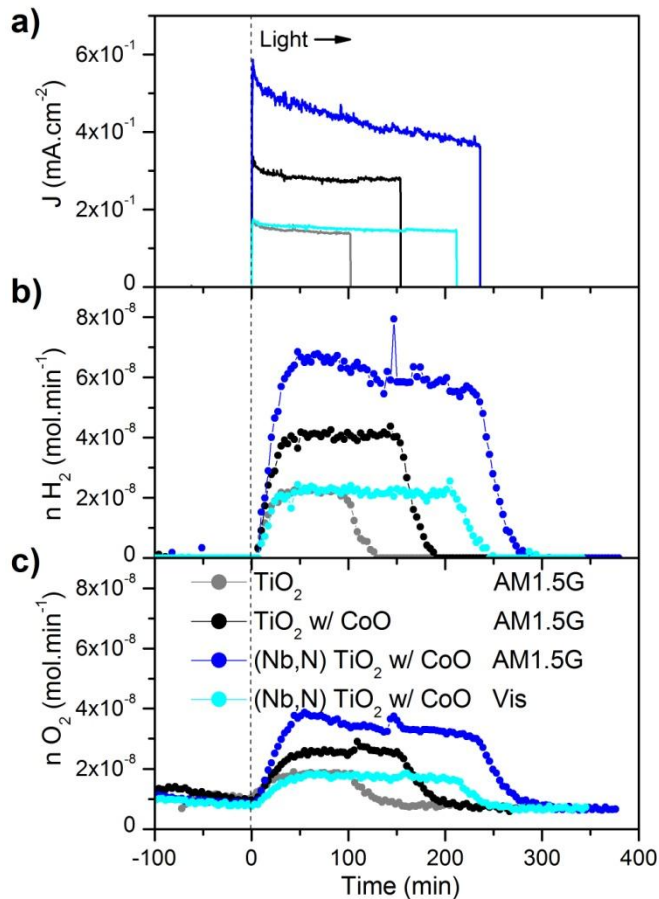 a)
Light →
J (mA.cm⁻²)
6x10⁻¹
4x10⁻¹
2x10⁻¹
0
b)
n H₂ (mol.min⁻¹)
8x10⁻⁸
6x10⁻⁸
4x10⁻⁸
2x10⁻⁸
0
c)
n O₂ (mol.min⁻¹)
8x10⁻⁸
6x10⁻⁸
4x10⁻⁸
2x10⁻⁸
0
TiO₂ AM1.5G
TiO₂ w/ CoO AM1.5G
(Nb,N) TiO₂ w/ CoO AM1.5G
(Nb,N) TiO₂ w/ CoO Vis
-100 0 100 200 300 400
Time (min)